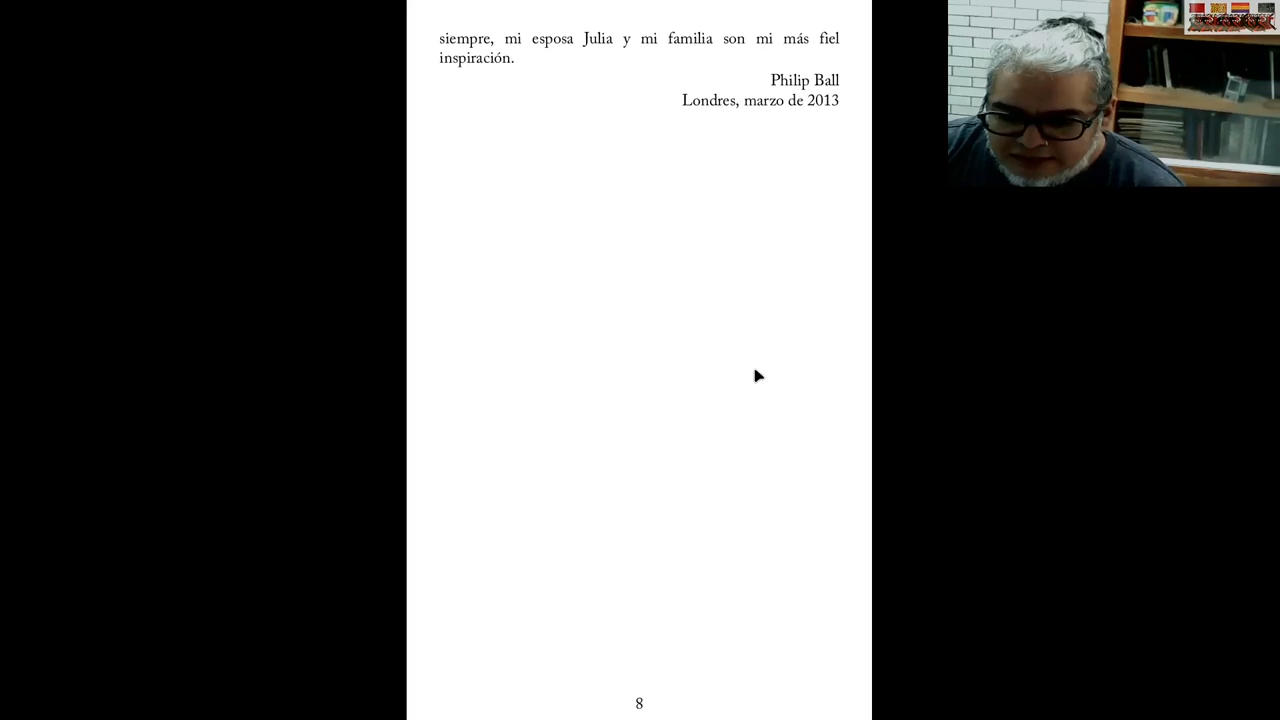 siempre, mi esposa Julia y mi familia son mi más fiel
inspiración.
Philip Ball
Londres, marzo de 2013
8